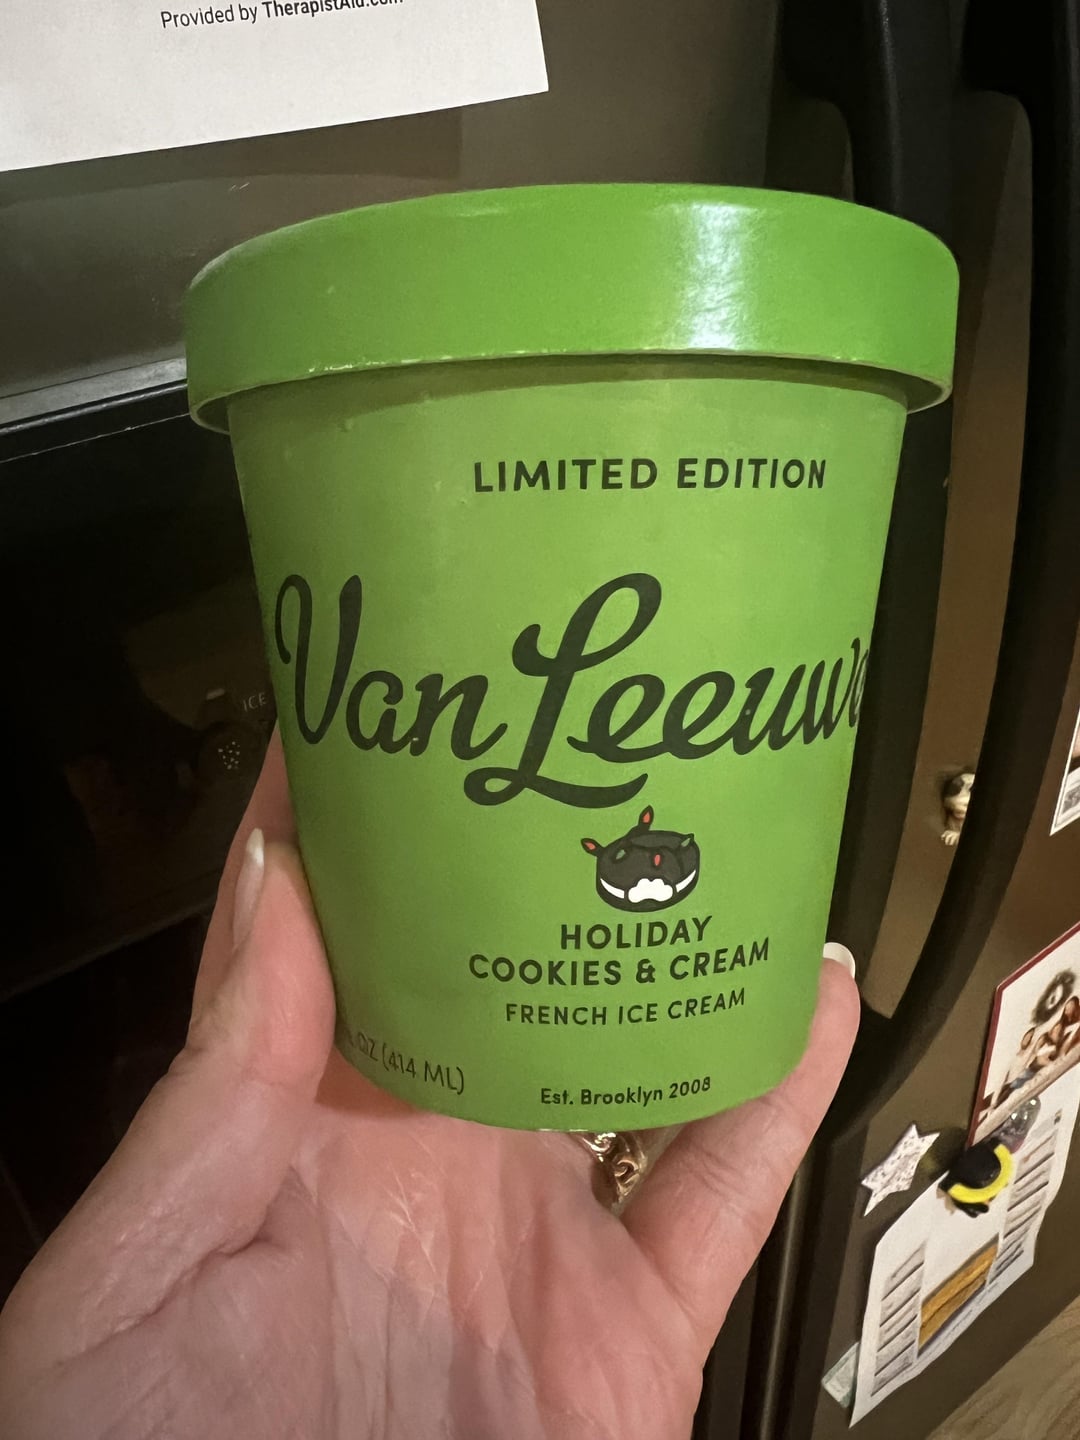 Provided by TherapistAid.com
LIMITED EDITION
Van Leeuwe
ICE
HOLIDAY
COOKIES & CREAM
FRENCH ICE CREAM
OZ (414 ML)
Est. Brooklyn 2008